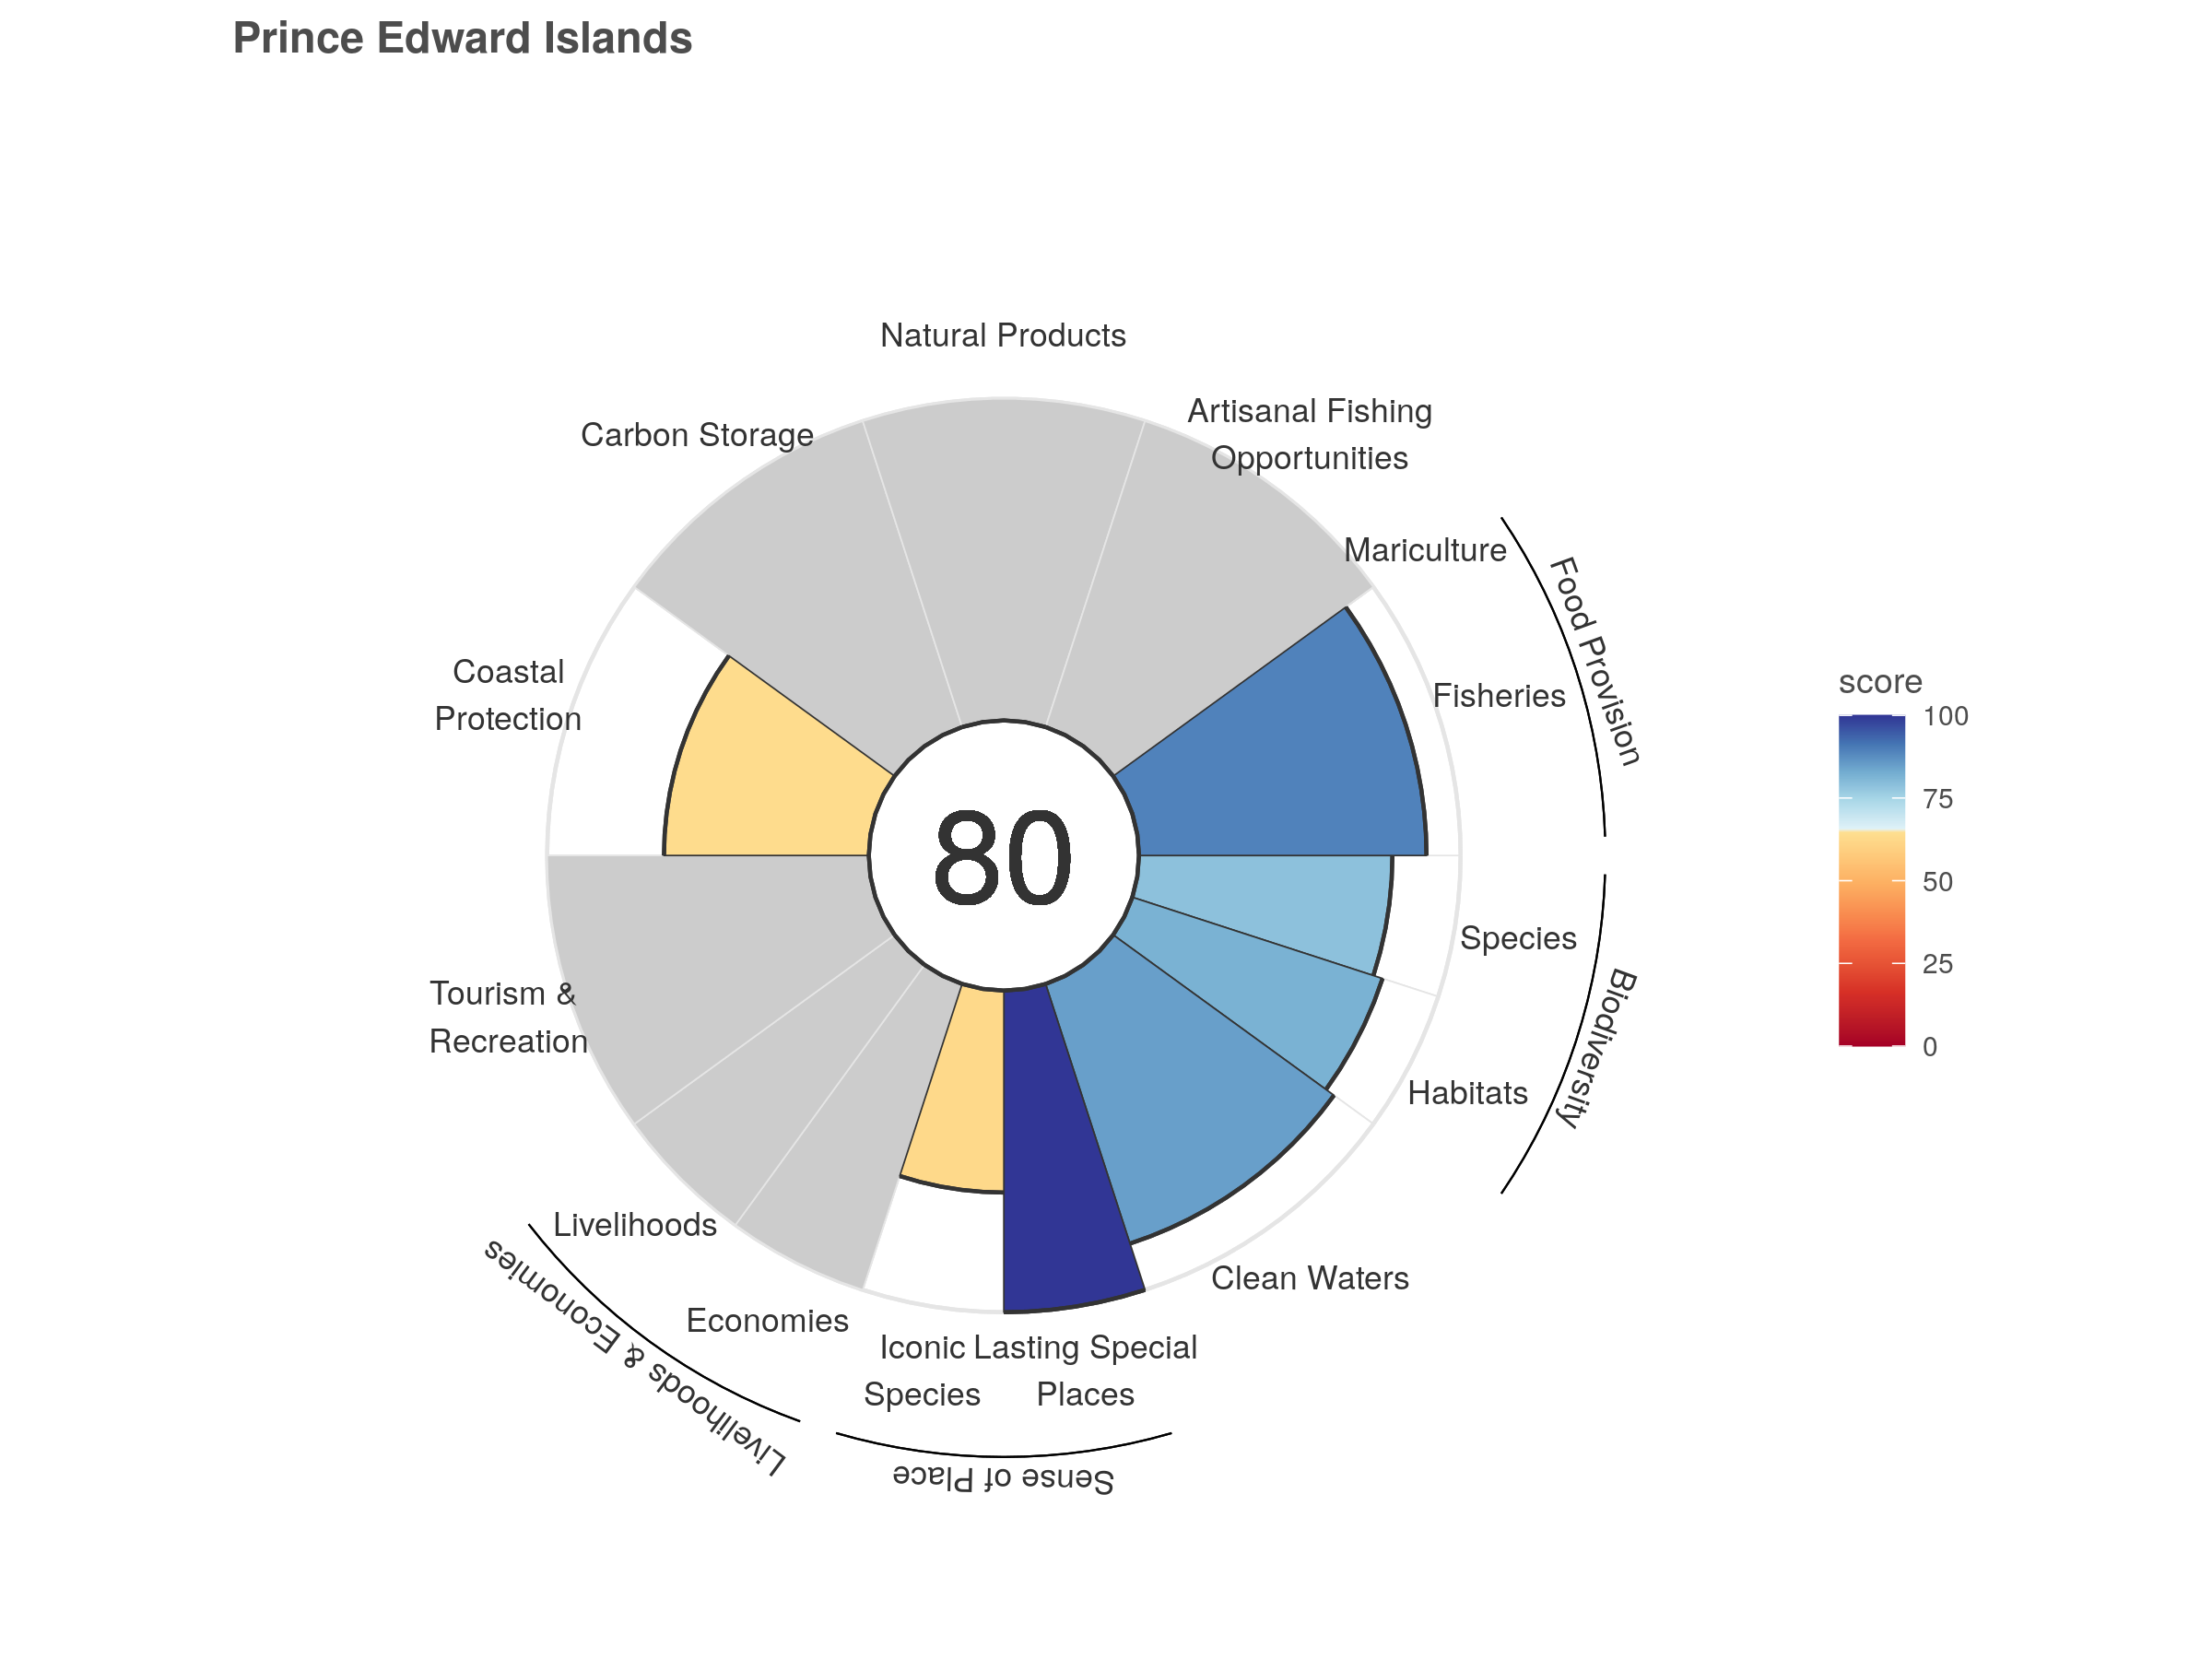 Prince Edward Islands
Natural Products
Artisanal Fishing
Opportunities
Carbon Storage
Mariculture
Food Provision
Fisheries
Coastal
Protection
score
100
75
50
25
0
80
Species
Biodiversity
Habitats
Tourism &
Recreation
Livelihoods
Livelihoods & Economies
Economies
Clean Waters
Iconic
Species
Lasting Special
Places
Sense of Place